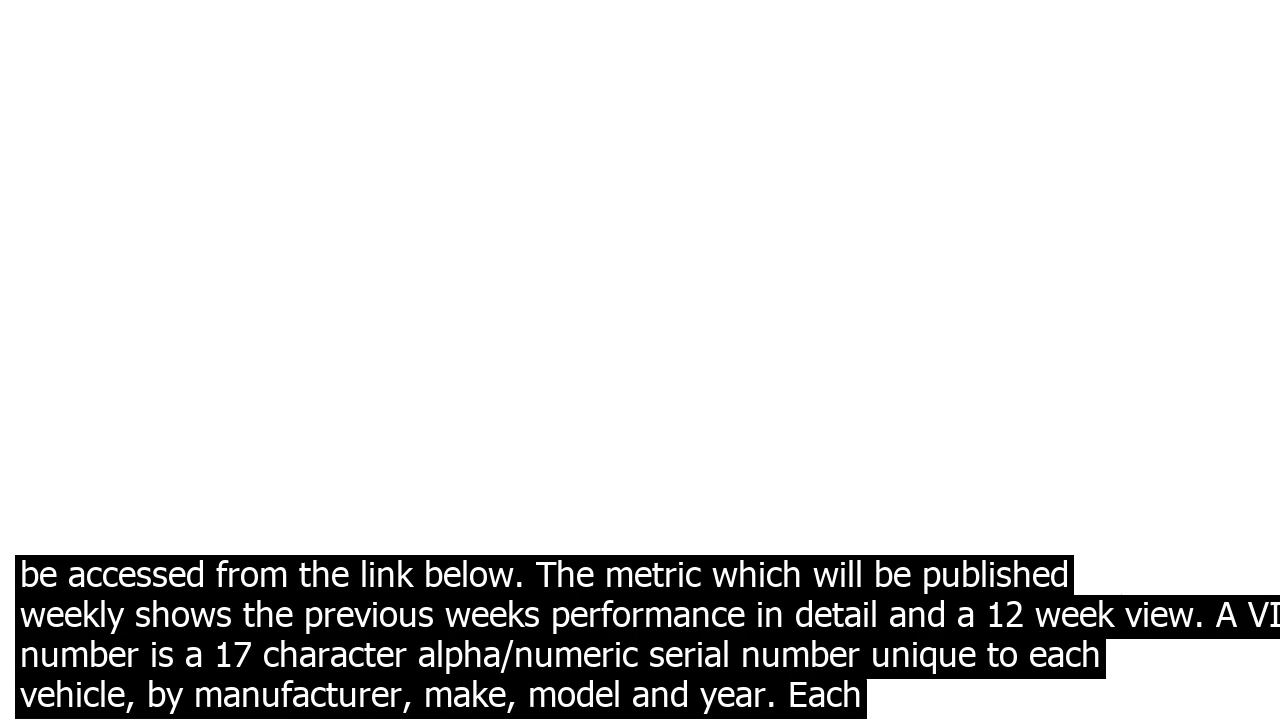 be accessed from the link below. The metric which will be published
weekly shows the previous weeks performance in detail and a 12 week view. A
number is a 17 character alpha/numeric serial number unique to each
vehicle, by manufacturer, make, model and year. Each